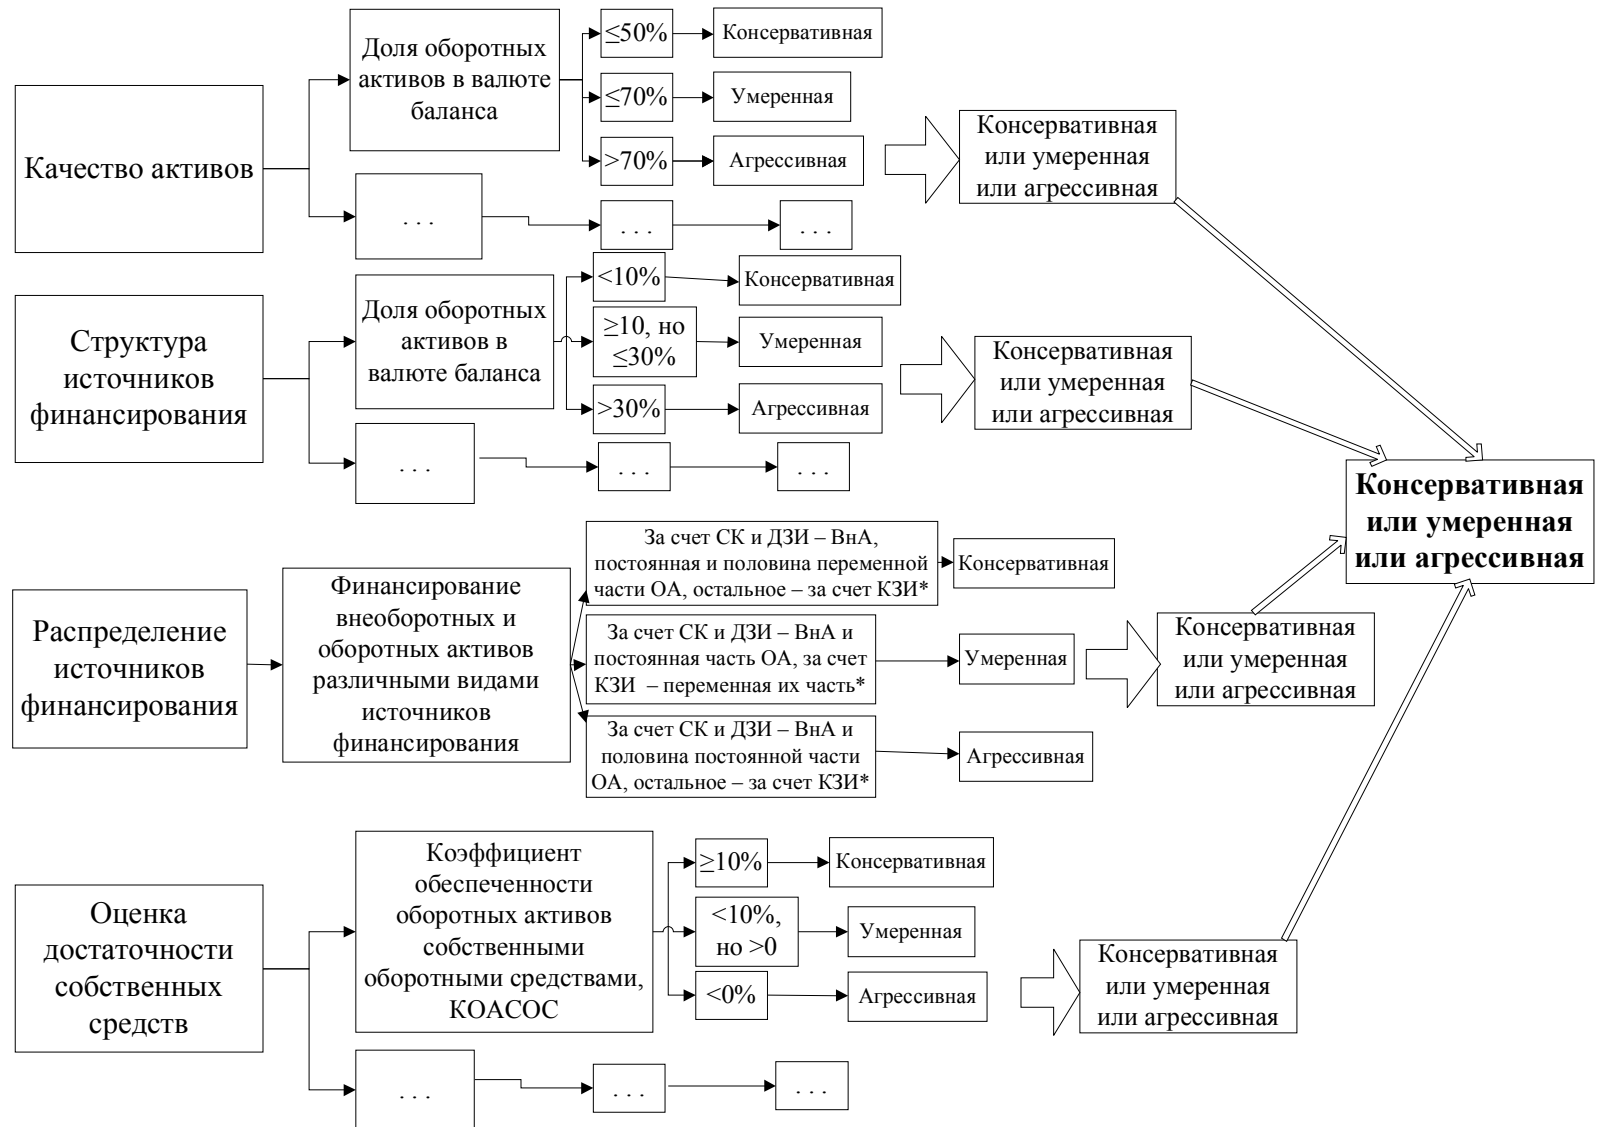 Качество активов
Доля оборотных
активов в валюте
баланса
≤50%
Консервативная
≤70%
Умеренная
>70%
Агрессивная
. . .
. . .
. . .
Консервативная
или умеренная
или агрессивная
Структура
источников
финансирования
Доля оборотных
активов в
валюте баланса
<10%
Консервативная
≥10, но
≤30%
Умеренная
>30%
Агрессивная
. . .
. . .
. . .
Консервативная
или умеренная
или агрессивная
Распределение
источников
финансирования
Финансирование
внеоборотных и
оборотных активов
различными видами
источников
финансирования
За счет СК и ДЗИ – ВнА,
постоянная и половина переменной
части ОА, остальное – за счет КЗИ*
Консервативная
За счет СК и ДЗИ – ВнА и
постоянная часть ОА, за счет
КЗИ – переменная их часть*
Умеренная
За счет СК и ДЗИ – ВнА и
половина постоянной части
ОА, остальное – за счет КЗИ*
Агрессивная
Консервативная
или умеренная
или агрессивная
Оценка
достаточности
собственных
средств
Коэффициент
обеспеченности
оборотных активов
собственными
оборотными средствами,
КОАСОС
≥10%
Консервативная
<10%,
но >0
Умеренная
<0%
Агрессивная
. . .
. . .
. . .
Консервативная
или умеренная
или агрессивная
Консервативная
или умеренная
или агрессивная